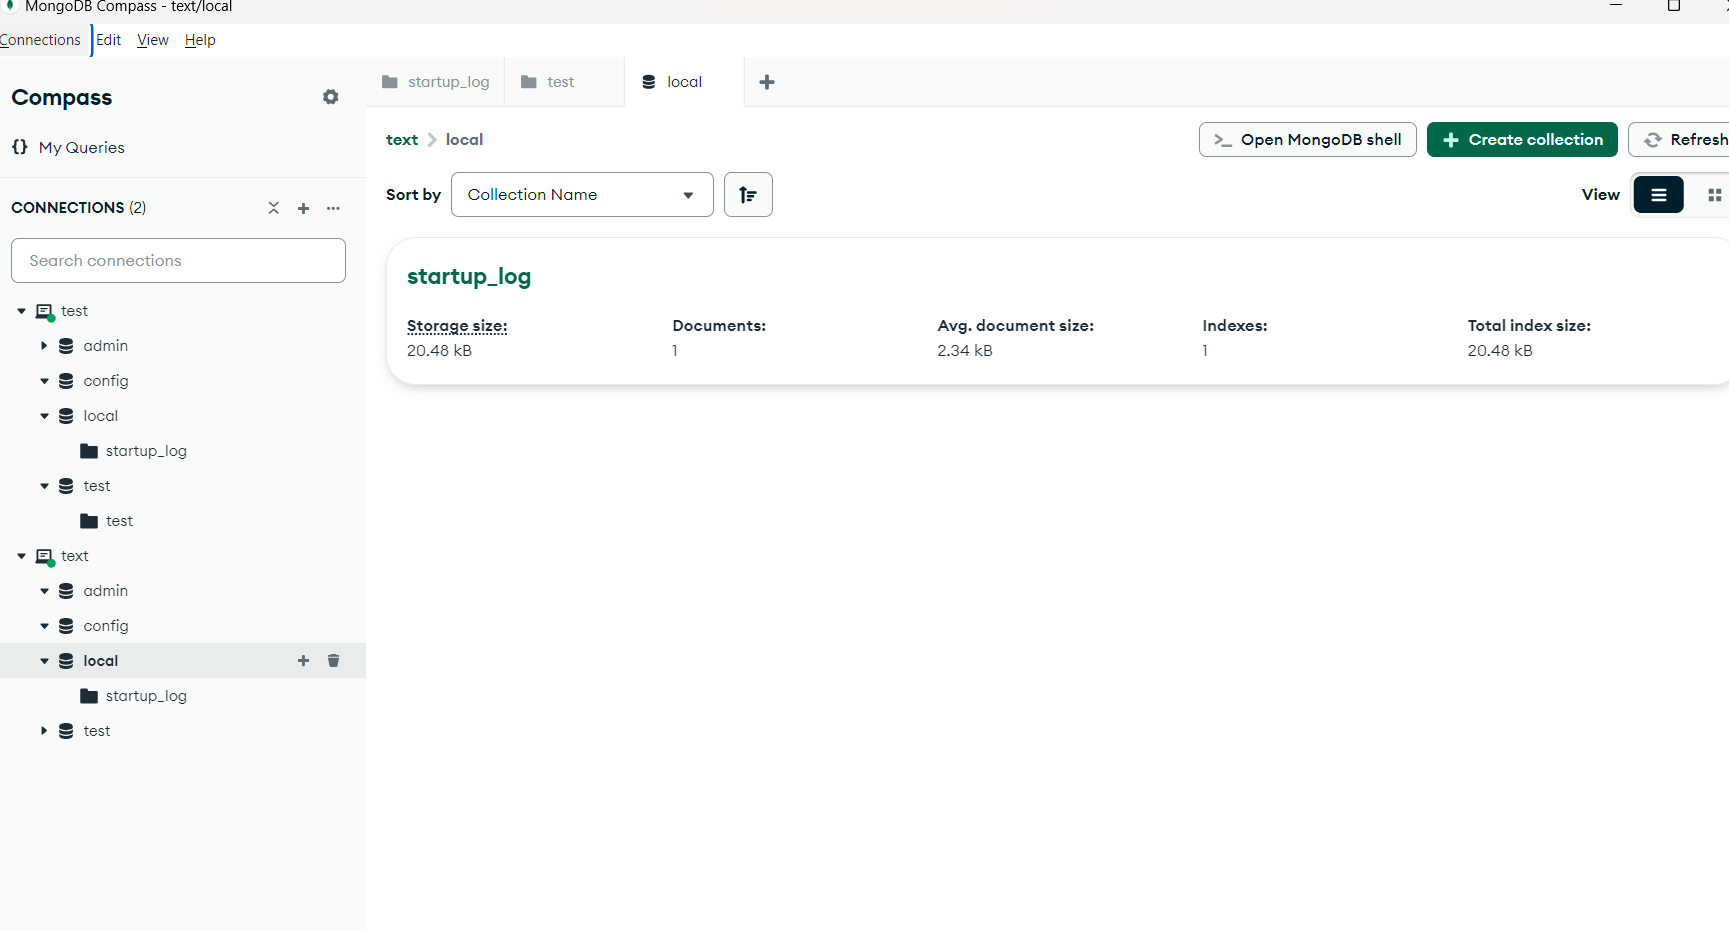 MongoDB Compass - text/local
Connections Edit View Help
Compass
My Queries
CONNECTIONS (2)
Search connections
test
admin
config
local
startup_log
test
test
text
admin
config
local
startup_log
test
startup_log test local
text > local
Open MongoDB shell
Create collection
Refresh
Sort by Collection Name
View
startup_log
Storage size: Documents: Avg. document size: Indexes: Total index size:
20.48 kB 1 2.34 kB 1 20.48 kB